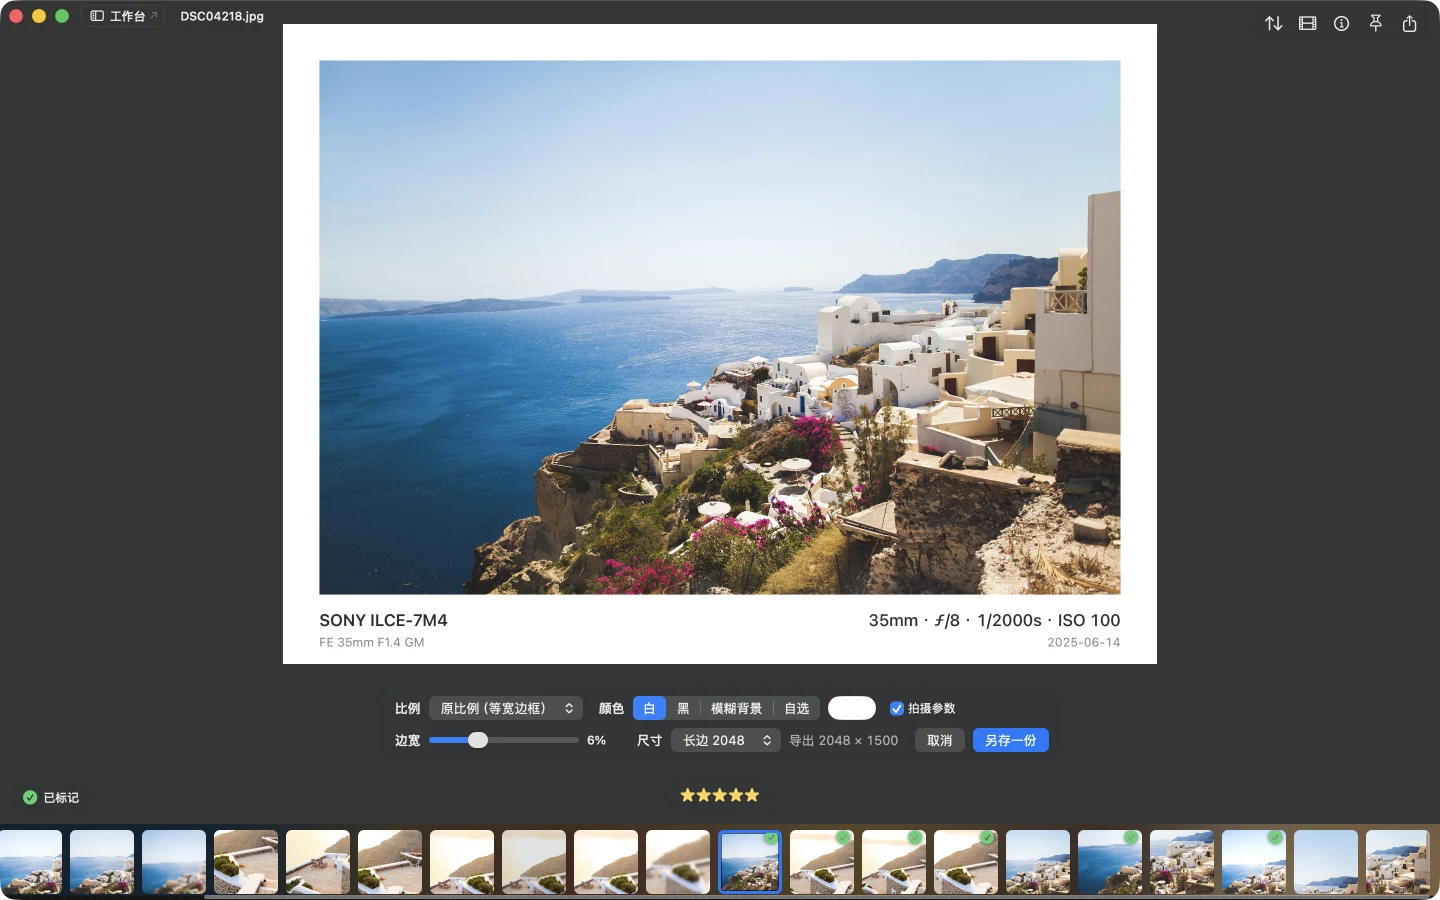 工作台 DSC04218.jpg
SONY ILCE-7M4 35mm · ƒ/8 · 1/2000s · ISO 100
FE 35mm F1.4 GM 2025-06-14
比例 原比例 (等宽边框) 颜色 白 黑 模糊背景 自选 拍摄参数
边宽 6% 尺寸 长边 2048 导出 2048 × 1500 取消 另存一份
已标记